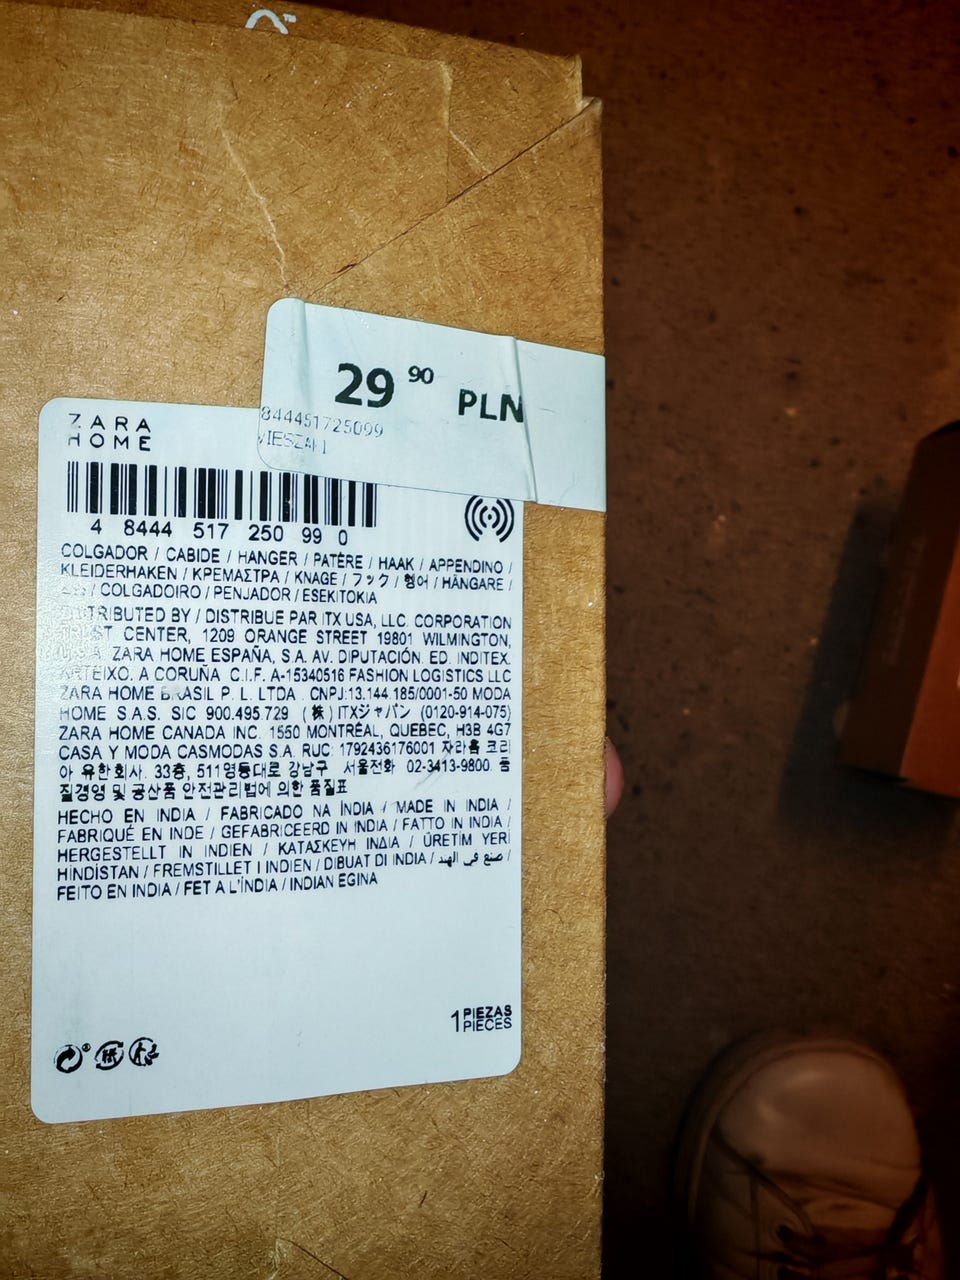 29 90 PLN
844451725099
WIESZAKI
ZARA
HOME
4 8444 517 250 99 0
COLGADOR / CABIDE / HANGER / PATÈRE / HAAK / APPENDINO /
KLEIDERHAKEN / ΚΡΕΜΑΣΤΡΑ / KNAGE / フック / 행어 / HÄNGARE /
/ COLGADOIRO / PENJADOR / ESEKITOKIA
DISTRIBUTED BY / DISTRIBUE PAR ITX USA, LLC. CORPORATION
TRUST CENTER, 1209 ORANGE STREET 19801 WILMINGTON,
U.S.A. ZARA HOME ESPAÑA, S.A. AV. DIPUTACIÓN. ED. INDITEX.
ARTEIXO. A CORUÑA C.I.F. A-15340516 FASHION LOGISTICS LLC
ZARA HOME BRASIL P. L. LTDA . CNPJ:13.144.185/0001-50 MODA
HOME S.A.S. SIC 900.495.729 (株) ITXジャパン (0120-914-075)
ZARA HOME CANADA INC. 1550 MONTRÉAL, QUEBEC, H3B 4G7
CASA Y MODA CASMODAS S.A. RUC: 1792436176001 자라홈 코리
아 유한회사. 33층, 511영동대로 강남구 서울전화 02-3413-9800. 품
질경영 및 공산품 안전관리법에 의한 품질표
HECHO EN INDIA / FABRICADO NA ÍNDIA / MADE IN INDIA /
FABRIQUÉ EN INDE / GEFABRICEERD IN INDIA / FATTO IN INDIA /
HERGESTELLT IN INDIEN / ΚΑΤΑΣΚΕΥΗ ΙΝΔΙΑ / ÜRETİM YERİ
HİNDİSTAN / FREMSTILLET I INDIEN / DIBUAT DI INDIA / صنع في الهند /
FEITO EN INDIA / FET A L'ÍNDIA / INDIAN EGINA
1 PIEZAS
PIECES